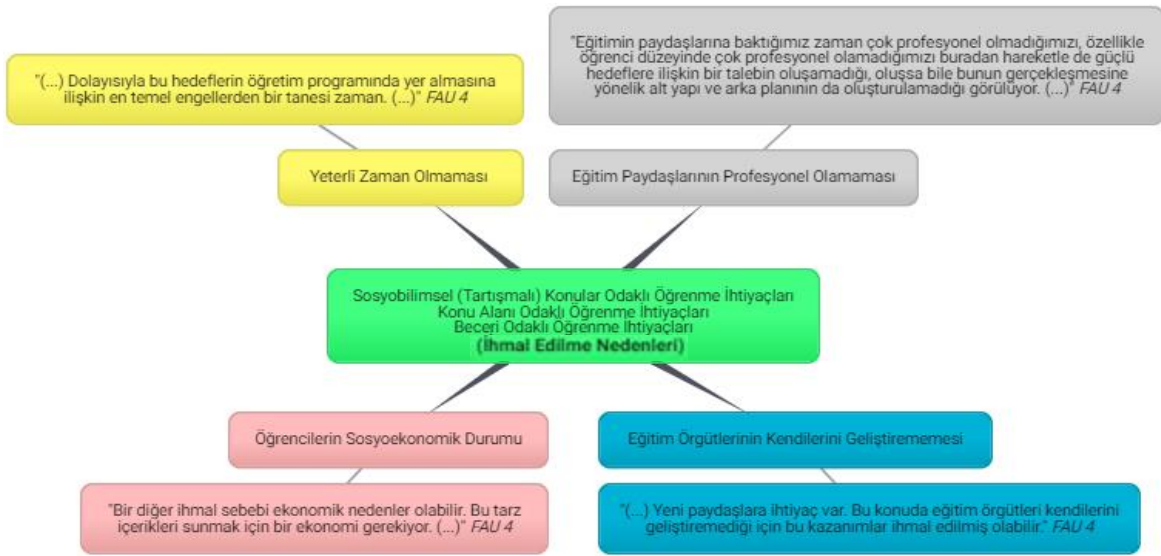 "(...) Dolayısıyla bu hedeflerin öğretim programında yer almasına
ilişkin en temel engellerden bir tanesi zaman. (...)" FAU 4
"Eğitimin paydaşlarına baktığımız zaman çok profesyonel olmadığımızı, özellikle
öğrenci düzeyinde çok profesyonel olamadığımızı buradan hareketle de güçlü
hedeflere ilişkin bir talebin oluşamadığı, oluşsa bile bunun gerçekleşmesine
yönelik alt yapı ve arka planının da oluşturulamadığı görülüyor. (...)" FAU 4
Yeterli Zaman Olmaması
Eğitim Paydaşlarının Profesyonel Olamaması
Sosyobilimsel (Tartışmalı) Konular Odaklı Öğrenme İhtiyaçları
Konu Alanı Odaklı Öğrenme İhtiyaçları
Beceri Odaklı Öğrenme İhtiyaçları
(İhmal Edilme Nedenleri)
Öğrencilerin Sosyoekonomik Durumu
Eğitim Örgütlerinin Kendilerini Geliştirememesi
"Bir diğer ihmal sebebi ekonomik nedenler olabilir. Bu tarz
içerikleri sunmak için bir ekonomi gerekiyor. (...)" FAU 4
"(...) Yeni paydaşlara ihtiyaç var. Bu konuda eğitim örgütleri kendilerini
geliştiremediği için bu kazanımlar ihmal edilmiş olabilir." FAU 4